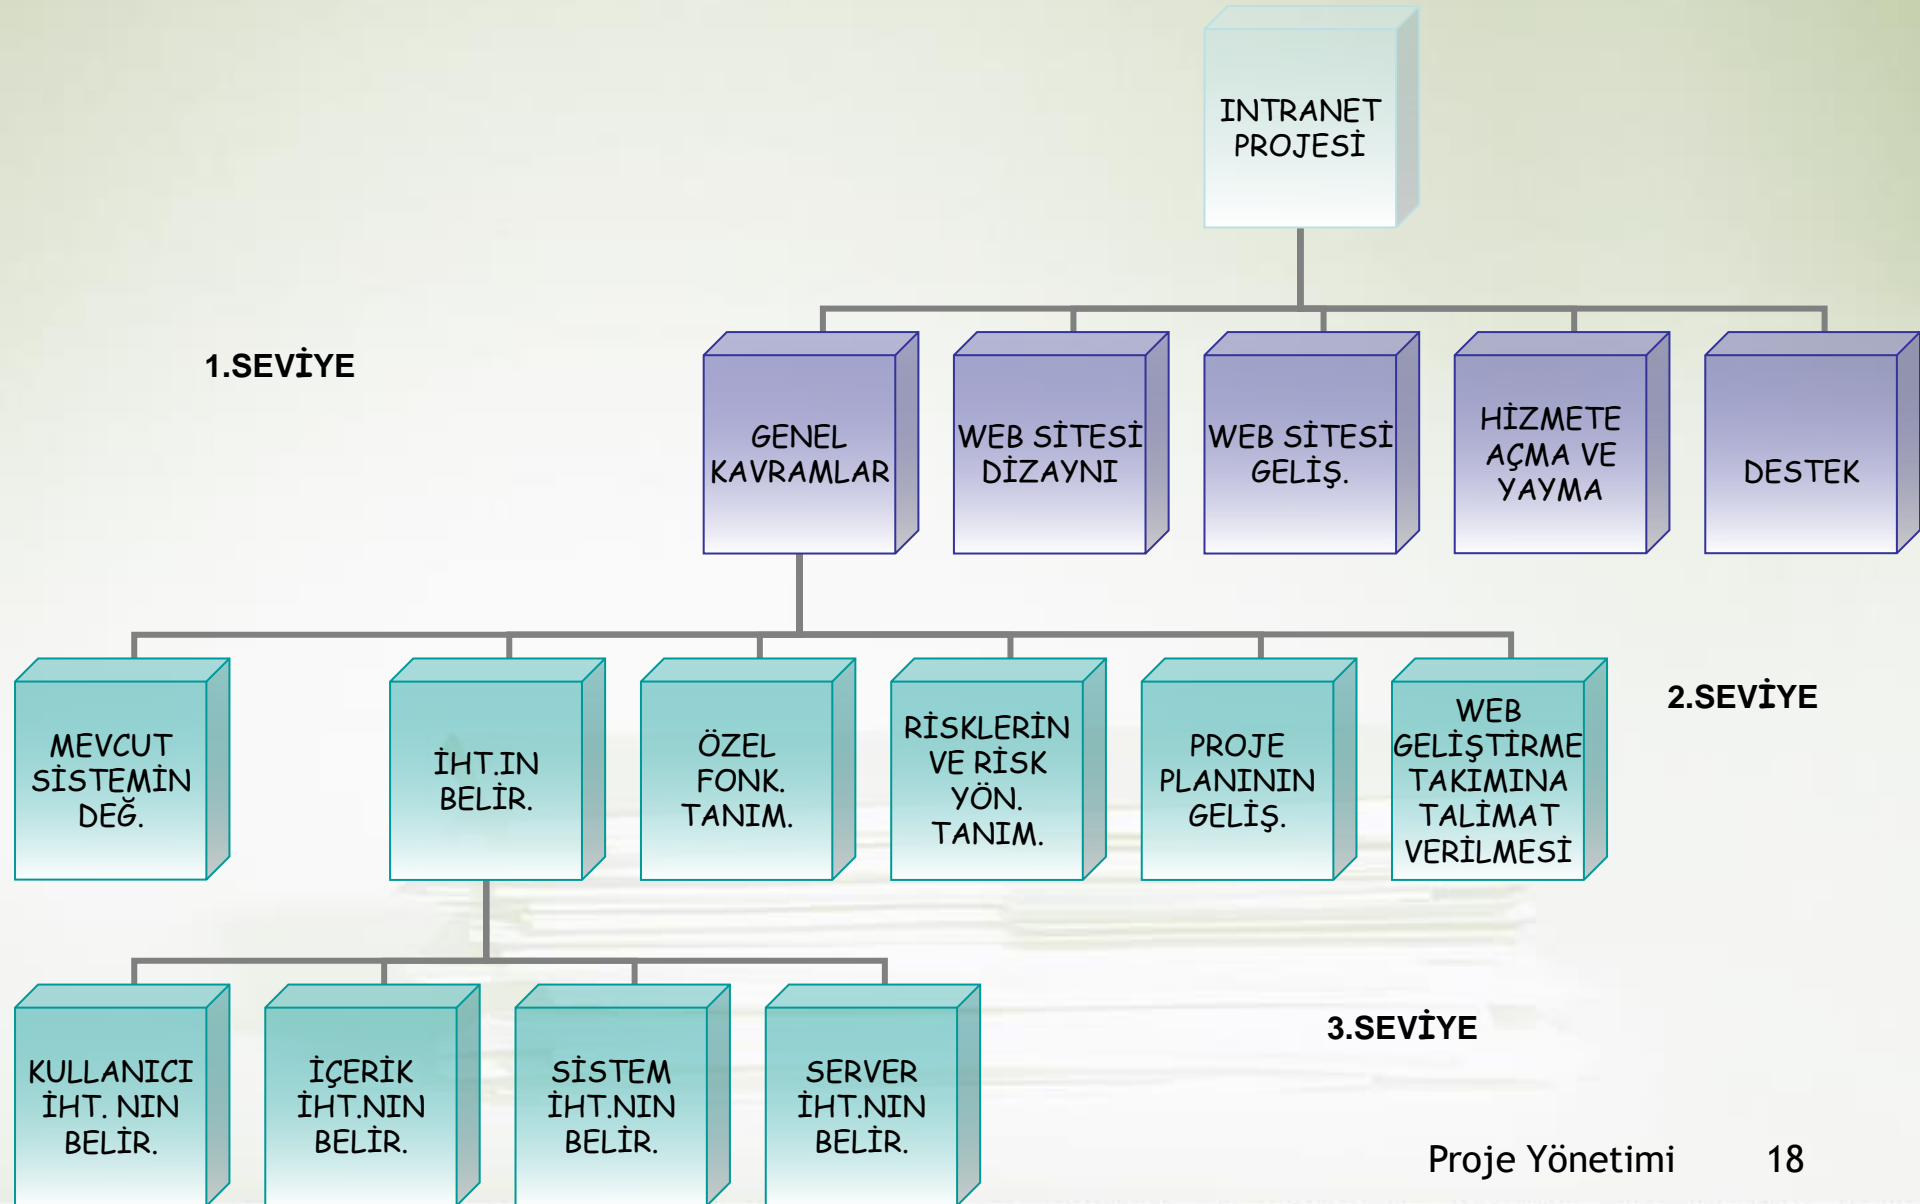 INTRANET
PROJESİ
1.SEVİYE
GENEL
KAVRAMLAR
WEB SİTESİ
DİZAYNI
WEB SİTESİ
GELİŞ.
HİZMETE
AÇMA VE
YAYMA
DESTEK
MEVCUT
SİSTEMİN
DEĞ.
İHT.IN
BELİR.
ÖZEL
FONK.
TANIM.
RİSKLERİN
VE RİSK
YÖN.
TANIM.
PROJE
PLANININ
GELİŞ.
WEB
GELİŞTİRME
TAKIMINA
TALİMAT
VERİLMESİ
2.SEVİYE
KULLANICI
İHT. NIN
BELİR.
İÇERİK
İHT.NIN
BELİR.
SİSTEM
İHT.NIN
BELİR.
SERVER
İHT.NIN
BELİR.
3.SEVİYE
Proje Yönetimi 18